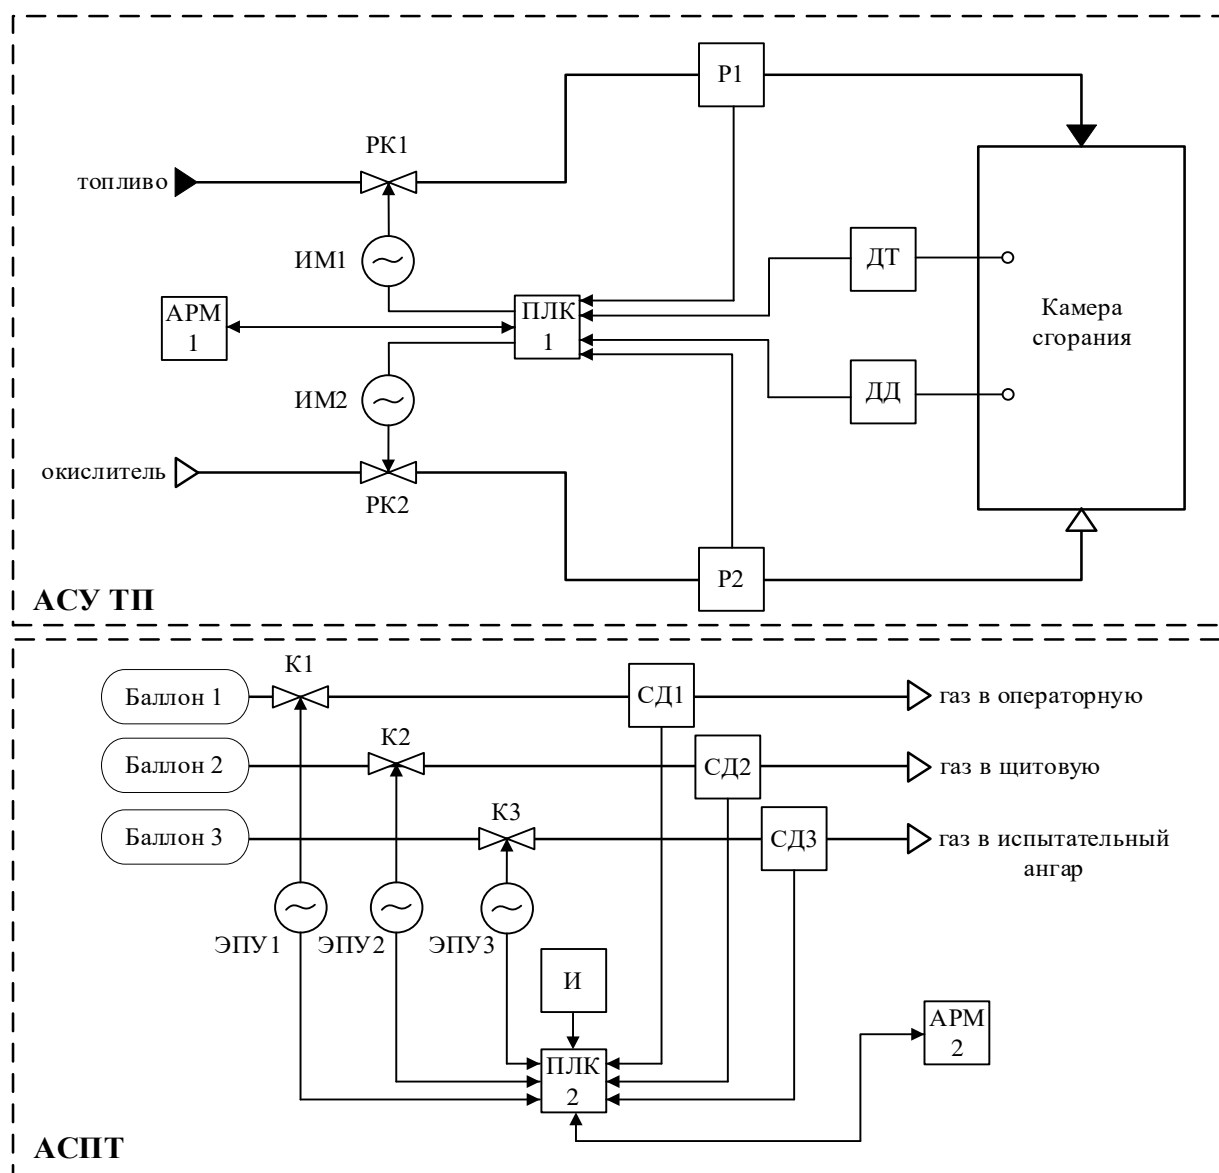 Р1
РК1
топливо
ИМ1
ДТ
АРМ
1
ПЛК
1
Камера
сгорания
ИМ2
ДД
окислитель
РК2
Р2
АСУ ТП
К1
Баллон 1
СД1
газ в операторную
К2
Баллон 2
СД2
газ в щитовую
К3
Баллон 3
СД3
газ в испытательный
ангар
ЭПУ1
ЭПУ2
ЭПУ3
И
АРМ
2
ПЛК
2
АСПТ